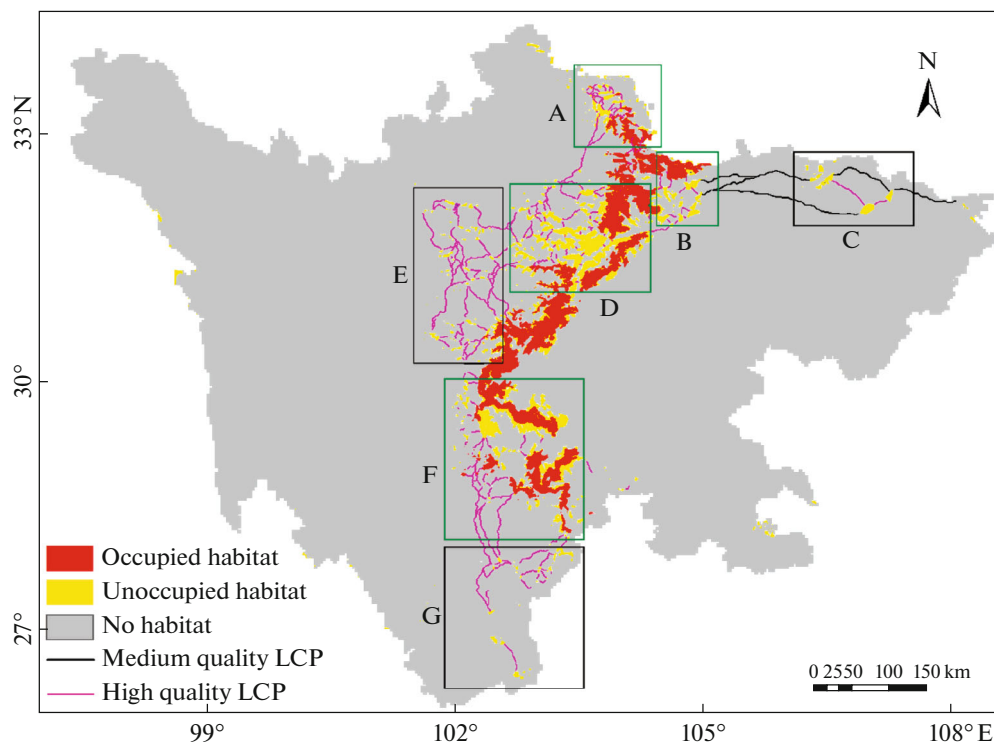 N
33° N
A
B
C
E
D
30°
F
Occupied habitat
Unoccupied habitat
No habitat
Medium quality LCP
High quality LCP
27°
G
0 2550 100 150 km
99°
102°
105°
108° E